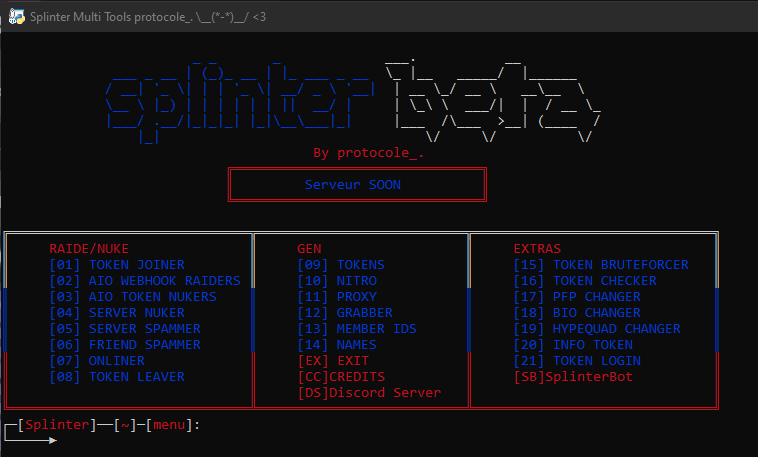 Splinter Multi Tools protocole_. \__(*-*)__/ <3
splinter beta
By protocole_.
Serveur SOON
RAIDE/NUKE GEN EXTRAS
[01] TOKEN JOINER [09] TOKENS [15] TOKEN BRUTEFORCER
[02] AIO WEBHOOK RAIDERS [10] NITRO [16] TOKEN CHECKER
[03] AIO TOKEN NUKERS [11] PROXY [17] PFP CHANGER
[04] SERVER NUKER [12] GRABBER [18] BIO CHANGER
[05] SERVER SPAMMER [13] MEMBER IDS [19] HYPEQUAD CHANGER
[06] FRIEND SPAMMER [14] NAMES [20] INFO TOKEN
[07] ONLINER [EX] EXIT [21] TOKEN LOGIN
[08] TOKEN LEAVER [CC]CREDITS [SB]SplinterBot
[DS]Discord Server
[Splinter]──[~]─[menu]: